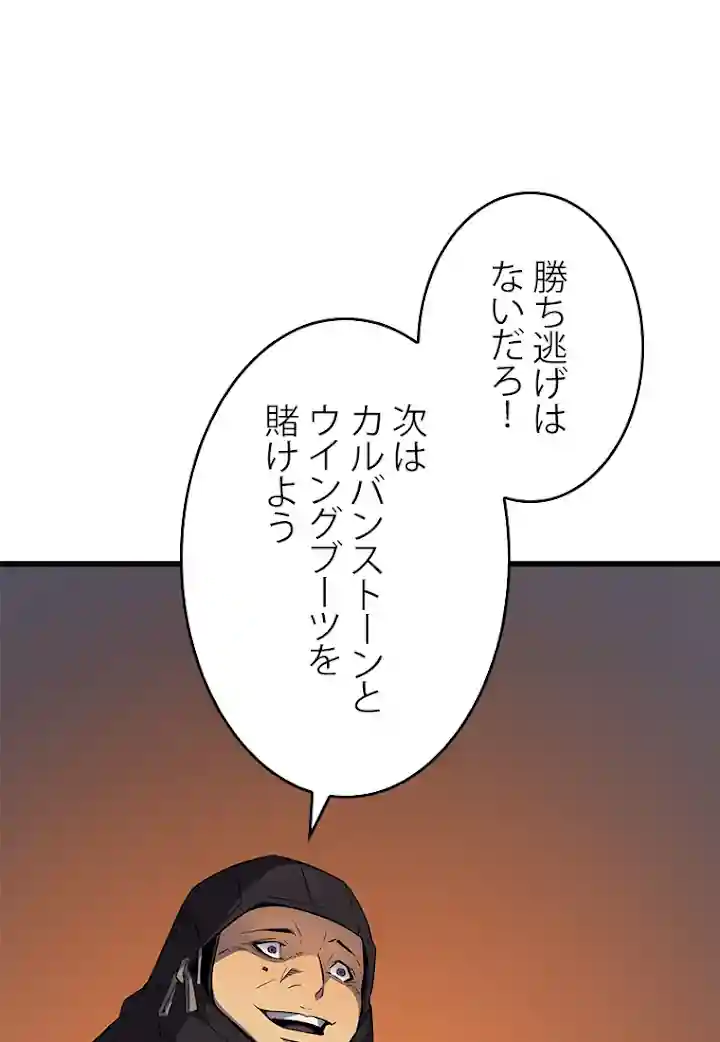 勝ち逃げは
ないだろ！
次は
カルバンストーンと
ウイングブーツを
賭けよう